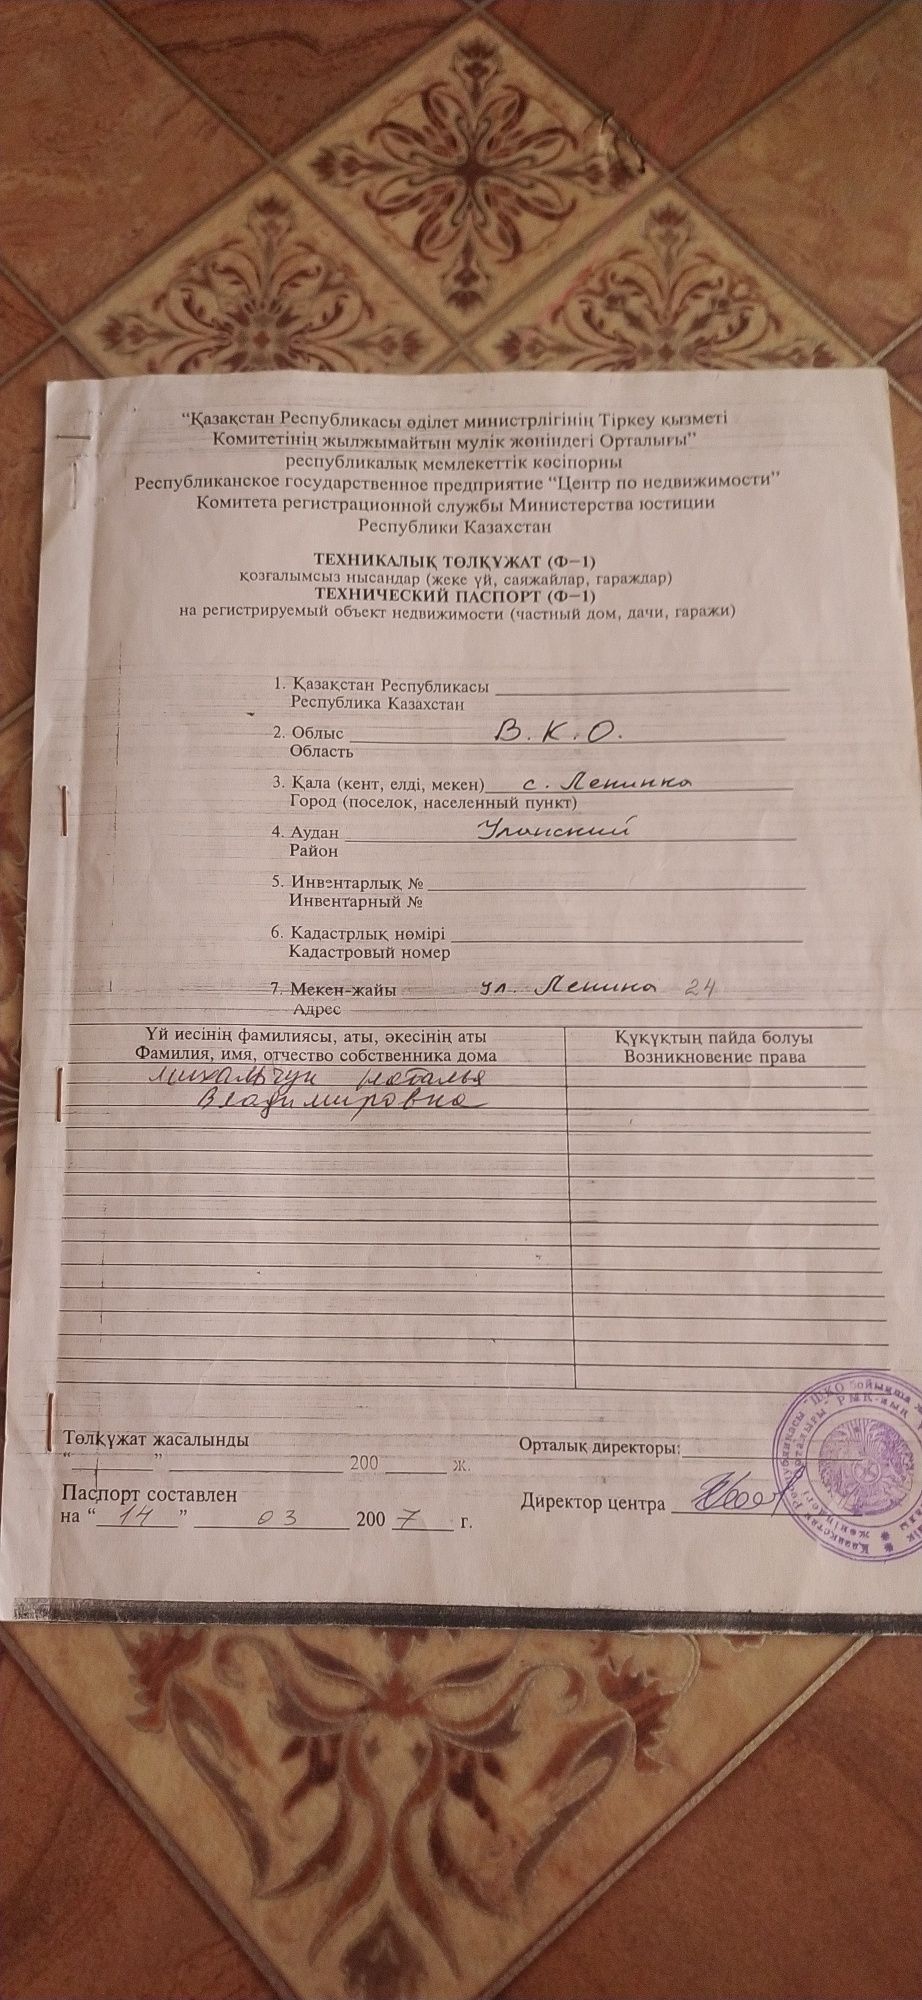 “Қазақстан Республикасы әділет министрлігінің Тіркеу қызметі
Комитетінің жылжымайтын мулік жөніндегі Орталығы”
республикалық мемлекеттік кәсіпорны
Республиканское государственное предприятие “Центр по недвижимости”
Комитета регистрационной службы Министерства юстиции
Республики Казахстан
ТЕХНИКАЛЫҚ ТӨЛҚҰЖАТ (Ф-1)
қозғалымсыз нысандар (жеке үй, саяжайлар, гараждар)
ТЕХНИЧЕСКИЙ ПАСПОРТ (Ф-1)
на регистрируемый объект недвижимости (частный дом, дачи, гаражи)
1. Қазақстан Республикасы
Республика Казахстан
2. Облыс В.К.О.
Область
3. Қала (кент, елді, мекен) с. Ленинка
Город (поселок, населенный пункт)
4. Аудан Уланский
Район
5. Инвентарлық №
Инвентарный №
6. Кадастрлық нөмірі
Кадастровый номер
7. Мекен-жайы ул. Ленина 24
Адрес
Үй иесінің фамилиясы, аты, әкесінің аты Құқұқтың пайда болуы
Фамилия, имя, отчество собственника дома Возникновение права
Михальчук Наталья
Владимировна
Төлқұжат жасалынды Орталық директоры:
“ ” 200 ж.
Паспорт составлен Директор центра
на “14” 03 2007 г.